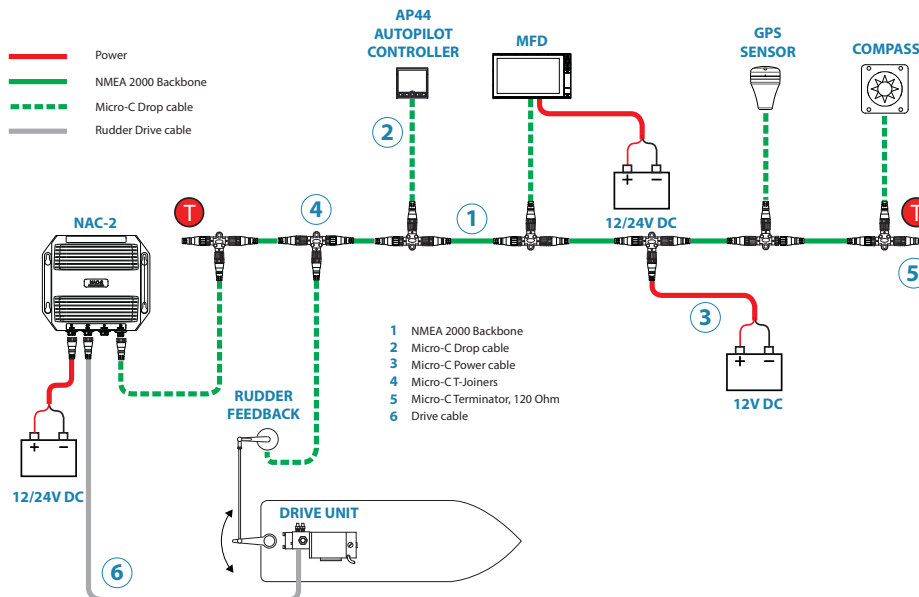 AP44
AUTOPILOT
CONTROLLER
MFD
GPS
SENSOR
COMPASS
Power
NMEA 2000 Backbone
Micro-C Drop cable
Rudder Drive cable
2
12/24V DC
NAC-2
T
4
1
T
5
3
1 NMEA 2000 Backbone
2 Micro-C Drop cable
3 Micro-C Power cable
4 Micro-C T-Joiners
5 Micro-C Terminator, 120 Ohm
6 Drive cable
12V DC
RUDDER
FEEDBACK
12/24V DC
DRIVE UNIT
6